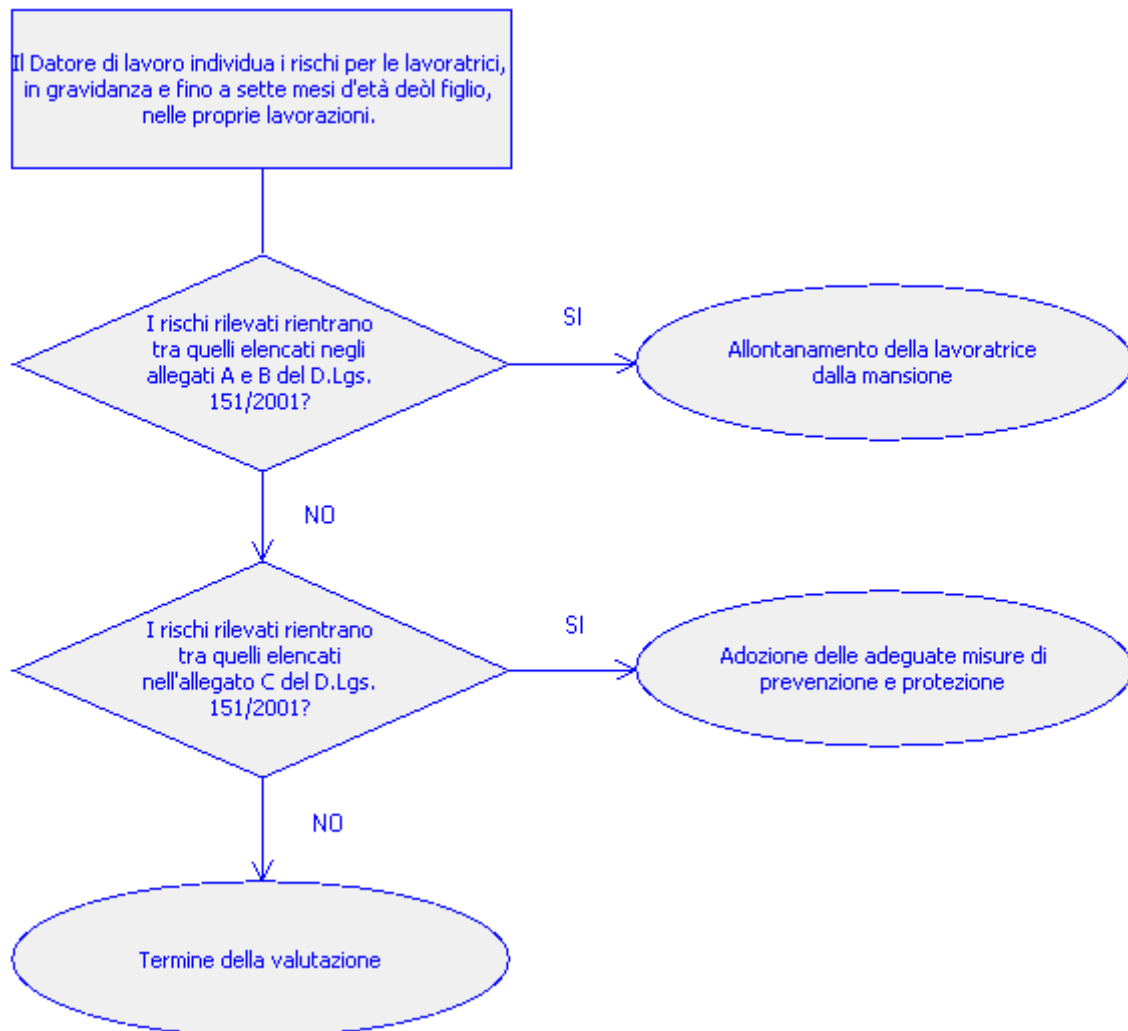 Il Datore di lavoro individua i rischi per le lavoratrici,
in gravidanza e fino a sette mesi d'età deòl figlio,
nelle proprie lavorazioni.
I rischi rilevati rientrano
tra quelli elencati negli
allegati A e B del D.Lgs.
151/2001?
SI
Allontanamento della lavoratrice
dalla mansione
NO
I rischi rilevati rientrano
tra quelli elencati
nell'allegato C del D.Lgs.
151/2001?
SI
Adozione delle adeguate misure di
prevenzione e protezione
NO
Termine della valutazione